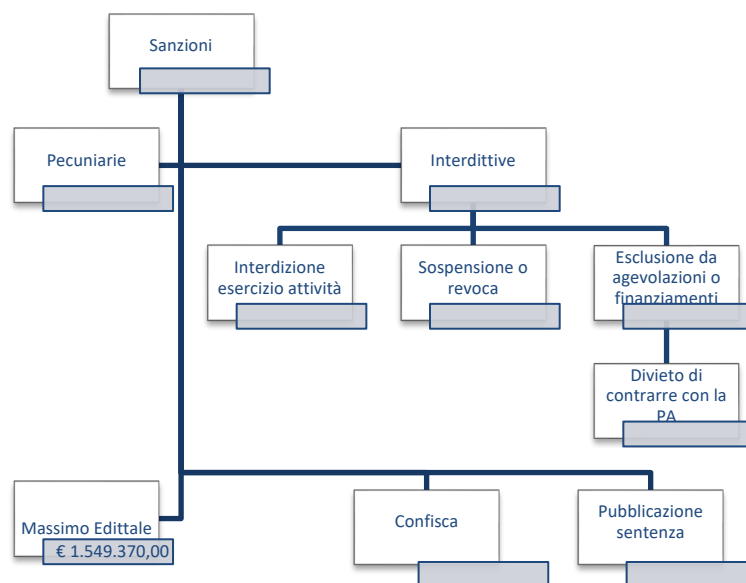 Sanzioni
Pecuniarie
Interdittive
Interdizione
esercizio attività
Sospensione o
revoca
Esclusione da
agevolazioni o
finanziamenti
Divieto di
contrarre con la
PA
Massimo Edittale
€ 1.549.370,00
Confisca
Pubblicazione
sentenza